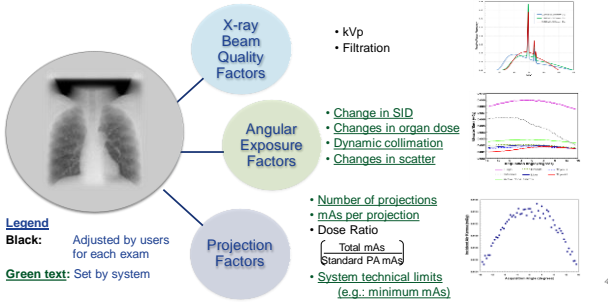 X-ray
Beam
Quality
Factors
• kVp
• Filtration
Angular
Exposure
Factors
• Change in SID
• Changes in organ dose
• Dynamic collimation
• Changes in scatter
Projection
Factors
• Number of projections
• mAs per projection
• Dose Ratio
Total mAs
Standard PA mAs
• System technical limits
(e.g.: minimum mAs)
Legend
Black: Adjusted by users
for each exam
Green text: Set by system